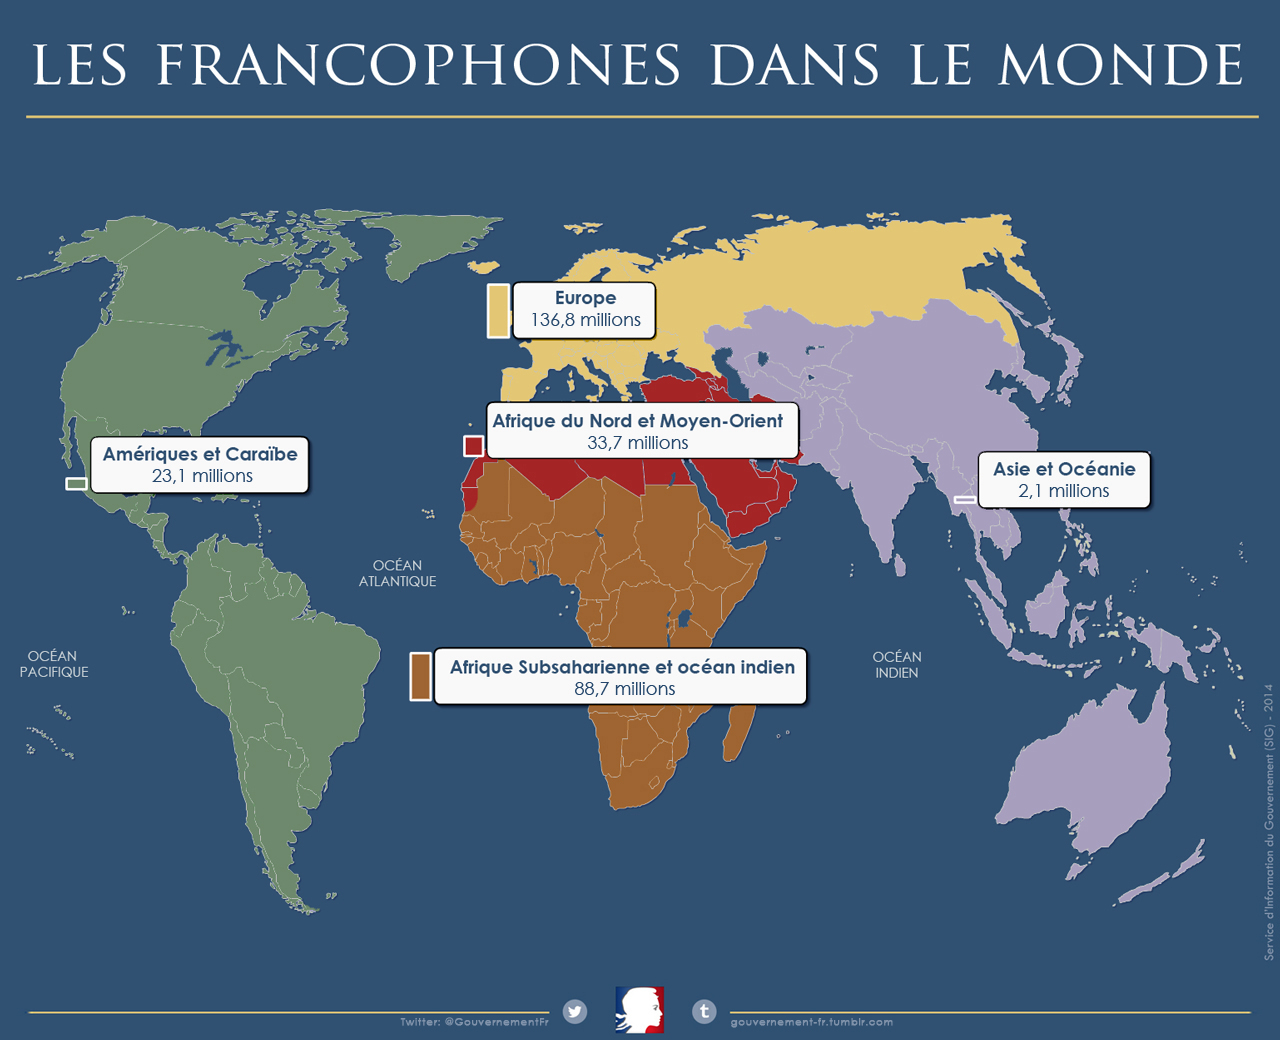 LES FRANCOPHONES DANS LE MONDE
Europe
136,8 millions
Afrique du Nord et Moyen-Orient
33,7 millions
Amériques et Caraïbe
23,1 millions
Asie et Océanie
2,1 millions
OCÉAN
ATLANTIQUE
OCÉAN
PACIFIQUE
Afrique Subsaharienne et océan indien
88,7 millions
OCÉAN
INDIEN
Service d'Information du Gouvernement (SIG) - 2014
Twitter: @GouvernementFr
gouvernement-fr.tumblr.com